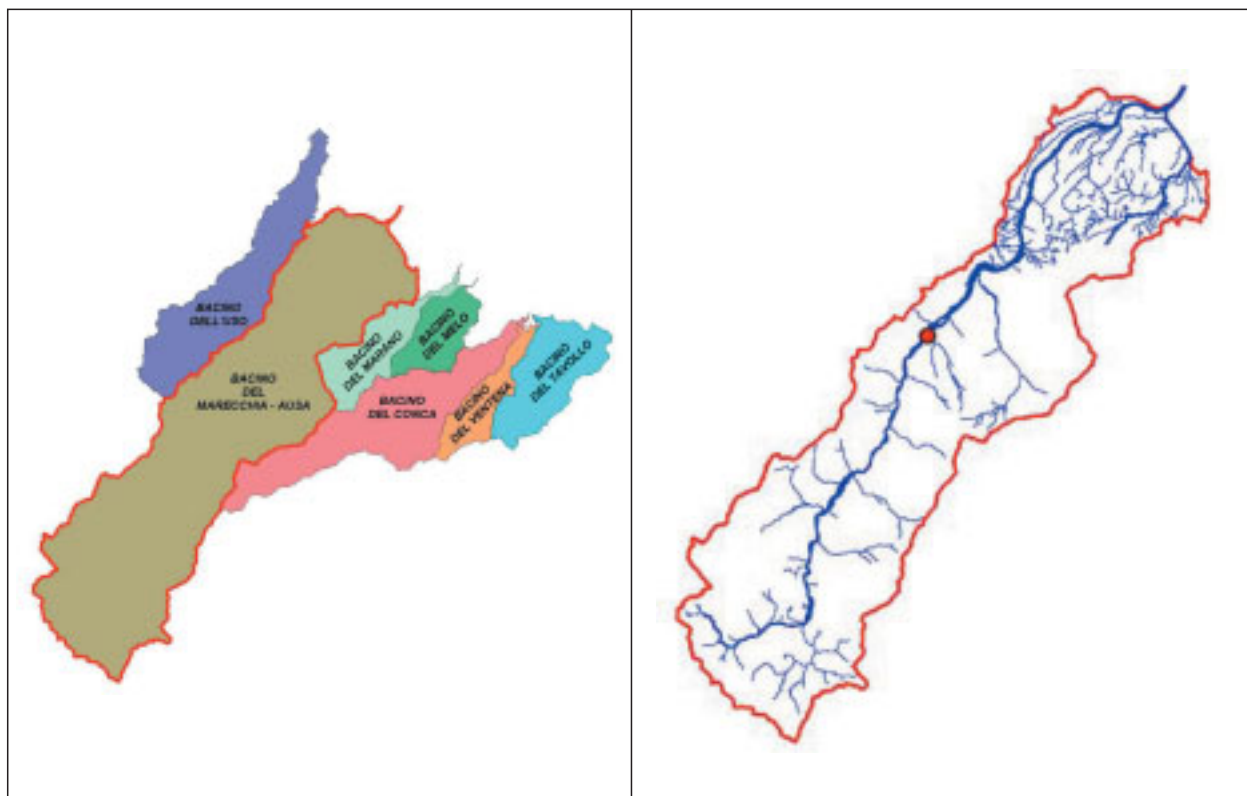 BACINO
DELL'USO
BACINO
DEL
MARECCHIA - AUSA
BACINO
DEL MARANO
BACINO
DEL MELO
BACINO
DEL CONCA
BACINO
DEL VENTENA
BACINO
DEL TAVOLLO